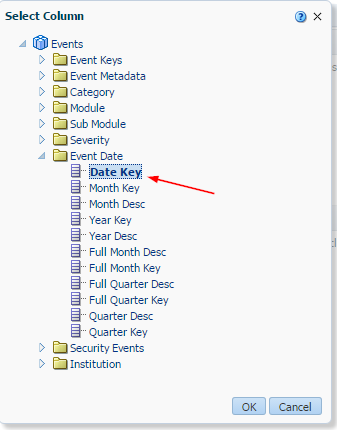 Select Column
Events
Event Keys
Event Metadata
Category
Module
Sub Module
Severity
Event Date
Date Key
Month Key
Month Desc
Year Key
Year Desc
Full Month Desc
Full Month Key
Full Quarter Desc
Full Quarter Key
Quarter Desc
Quarter Key
Security Events
Institution
OK Cancel